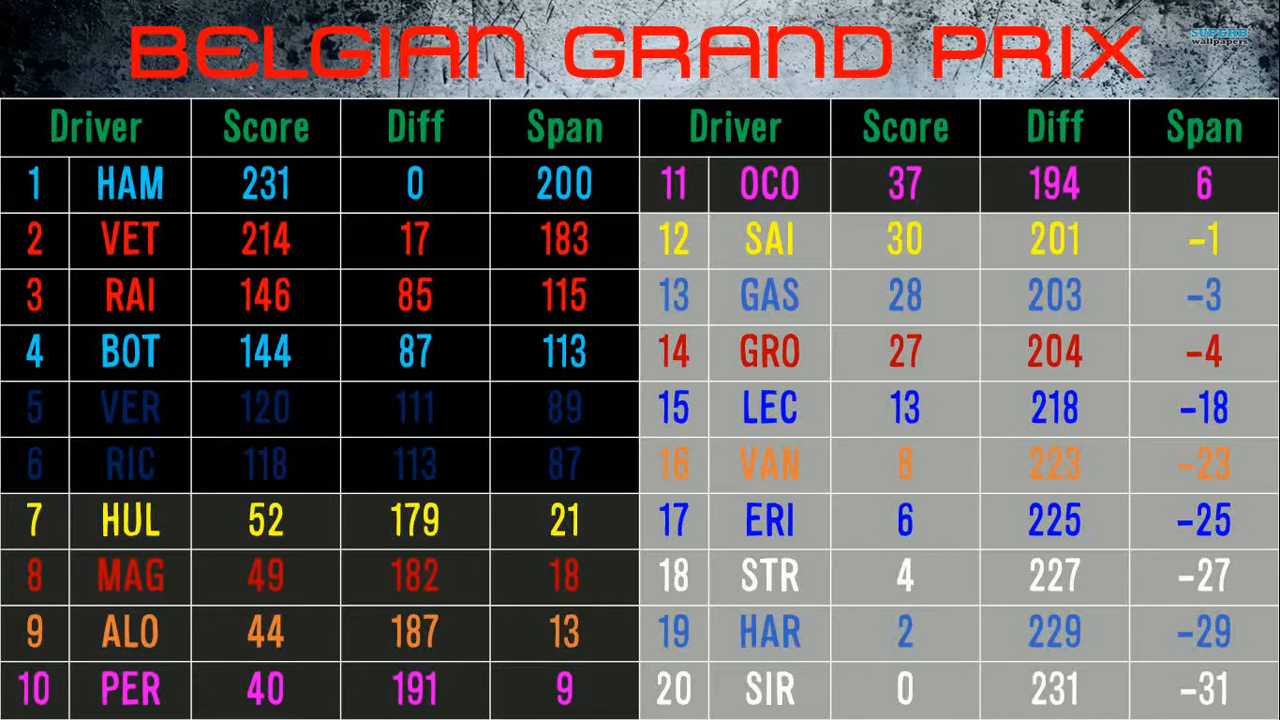 BELGIAN GRAND PRIX
SUPERB
wallpapers
Driver Score Diff Span Driver Score Diff Span
1 HAM 231 0 200 11 OCO 37 194 6
2 VET 214 17 183 12 SAI 30 201 -1
3 RAI 146 85 115 13 GAS 28 203 -3
4 BOT 144 87 113 14 GRO 27 204 -4
5 VER 120 111 89 15 LEC 13 218 -18
6 RIC 118 113 87 16 VAN 8 223 -23
7 HUL 52 179 21 17 ERI 6 225 -25
8 MAG 49 182 18 18 STR 4 227 -27
9 ALO 44 187 13 19 HAR 2 229 -29
10 PER 40 191 9 20 SIR 0 231 -31